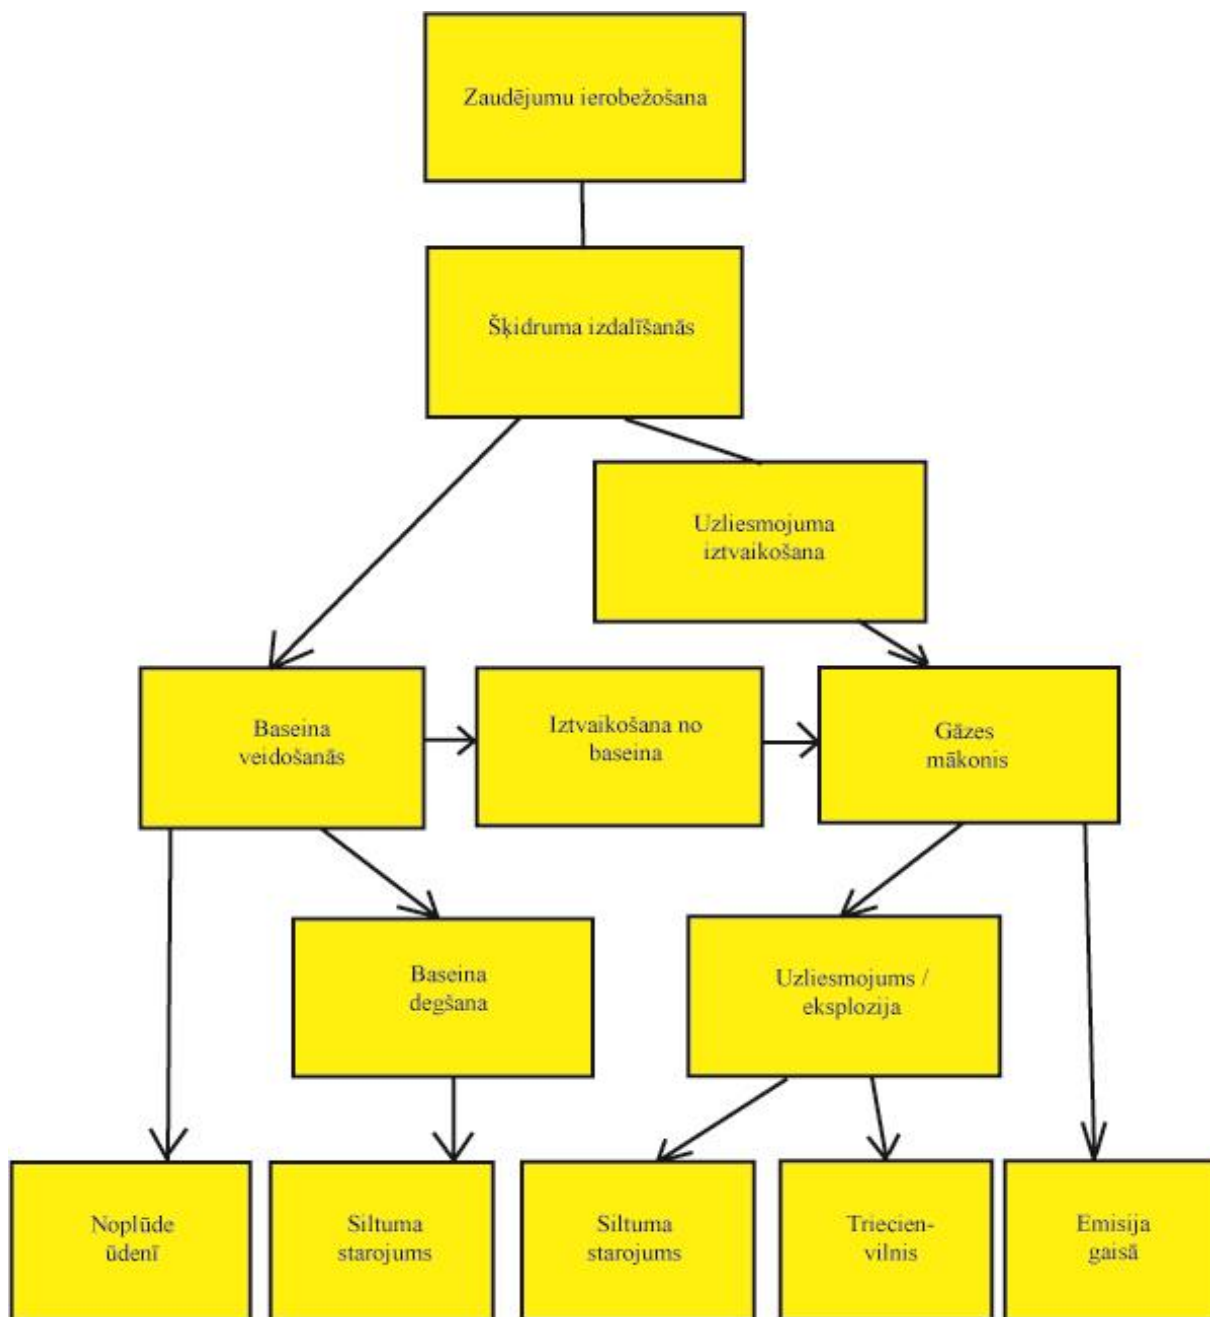 Zaudējumu ierobežošana
Šķidruma izdalīšanās
Uzliesmojuma
iztvaikošana
Baseina
veidošanās
Iztvaikošana no
baseina
Gāzes
mākonis
Baseina
degšana
Uzliesmojums /
eksplozija
Noplūde
ūdenī
Siltuma
starojums
Siltuma
starojums
Triecien-
vilnis
Emisija
gaisā